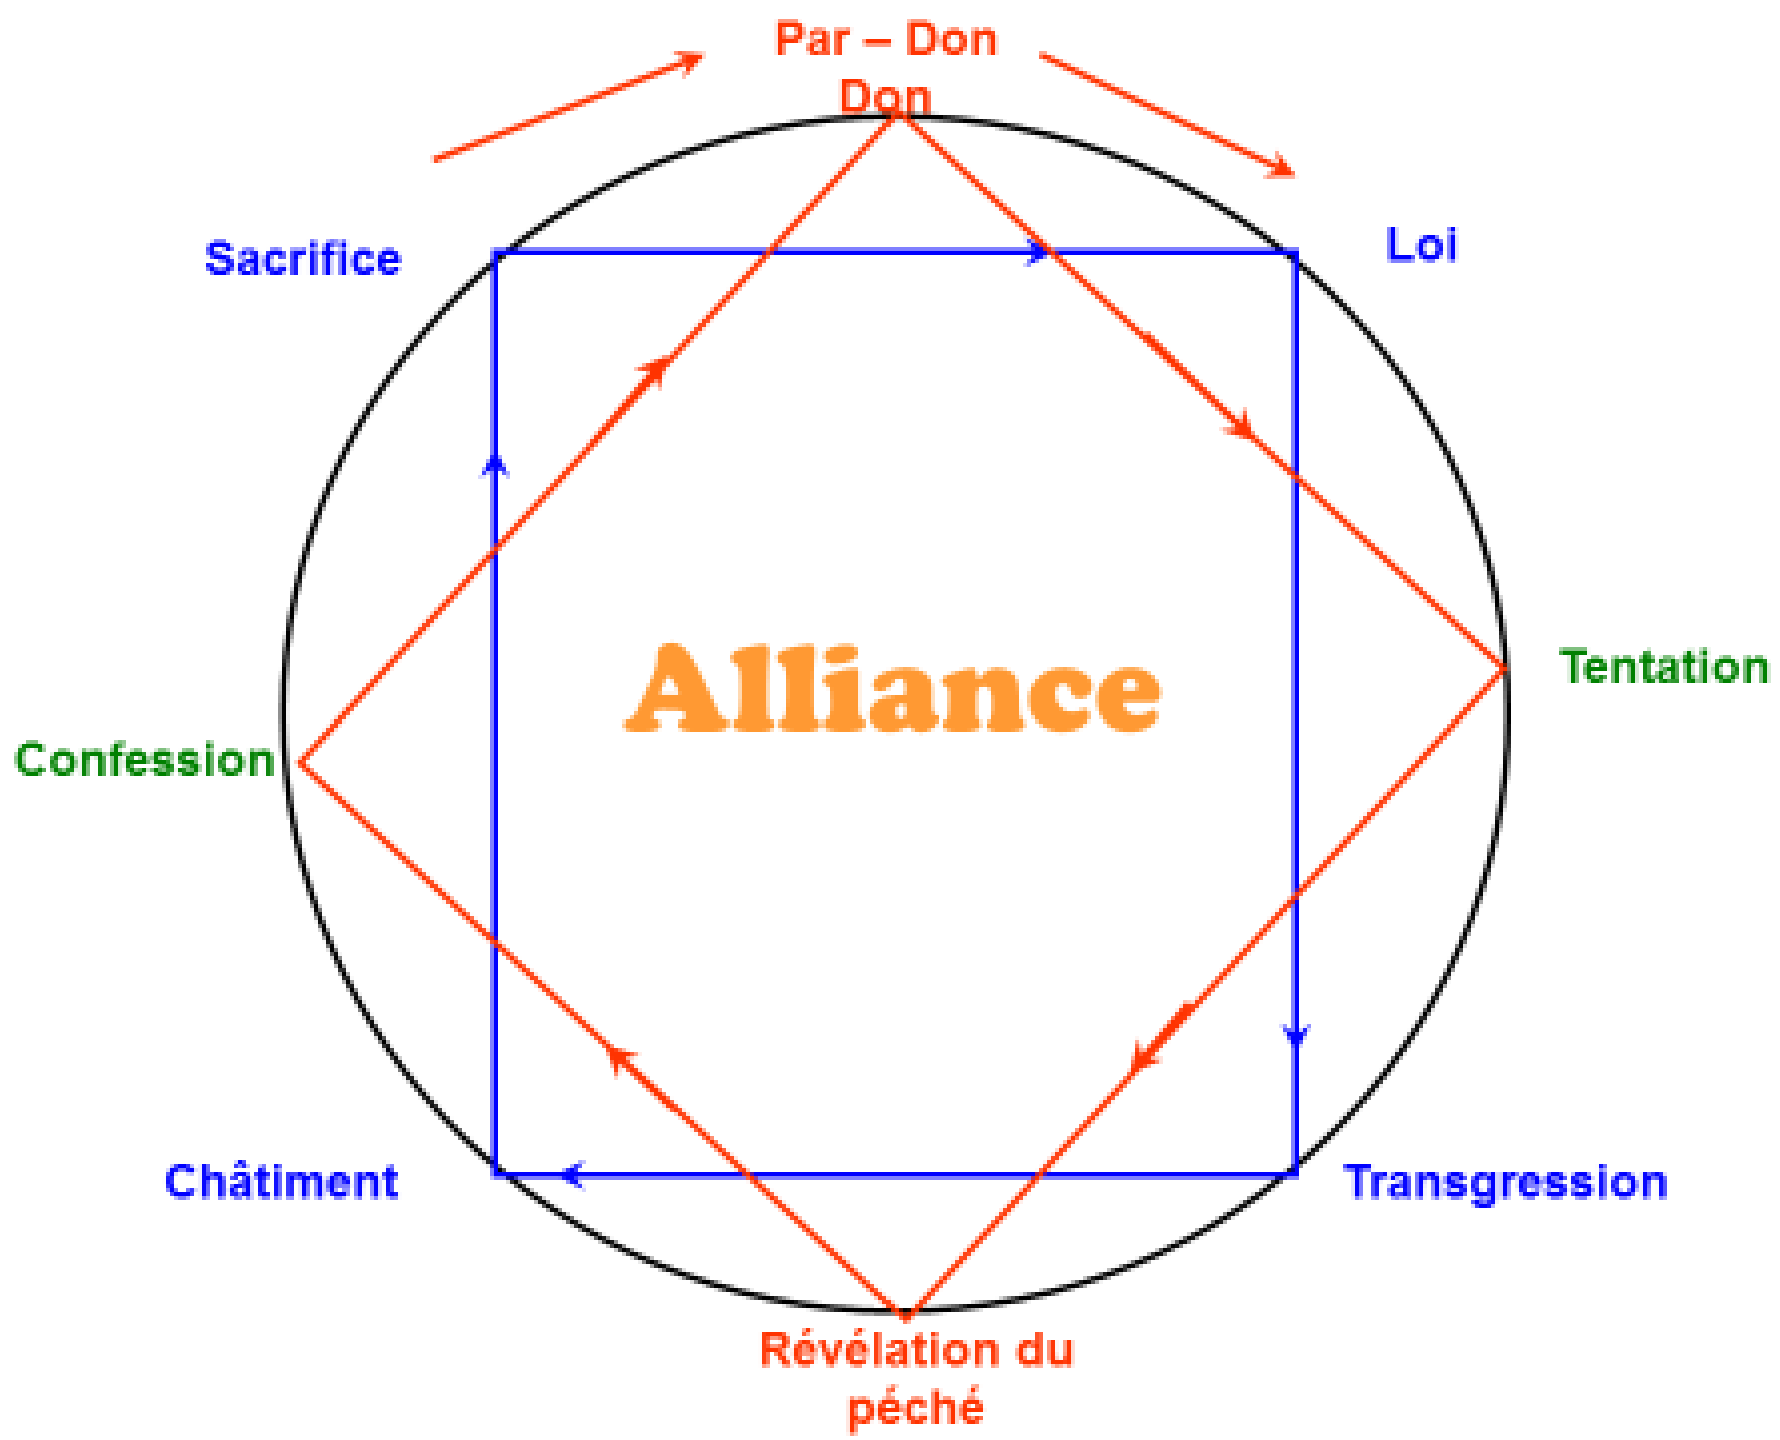 Par – Don
Don
Sacrifice
Loi
Alliance
Tentation
Confession
Châtiment
Transgression
Révélation du
péché